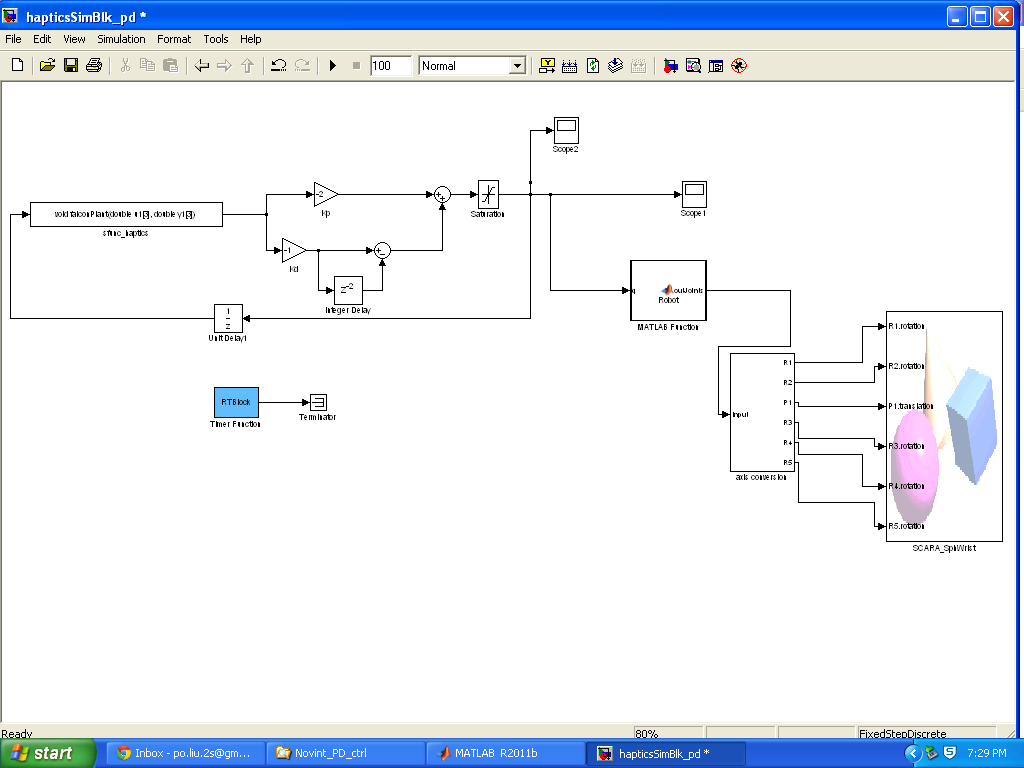 hapticsSimBlk_pd *
File Edit View Simulation Format Tools Help
100
Normal
Scope2
-2
Kp
Saturation
Scope1
void falconPlant(double u1[3], double y1[3])
sfunc_haptics
-1
Kd
z-2
Integer Delay
1
z
Unit Delay1
q
outJoints
Robot
MATLAB Function
RTBlock
Timer Function
Terminator
Input
R1
R2
P1
R3
R4
R5
axis conversion
R1.rotation
R2.rotation
P1.translation
R3.rotation
R4.rotation
R5.rotation
SCARA_SphWrist
Ready
80%
FixedStepDiscrete
start
Inbox - po.liu.2s@gm...
Novint_PD_ctrl
MATLAB R2011b
hapticsSimBlk_pd *
7:29 PM